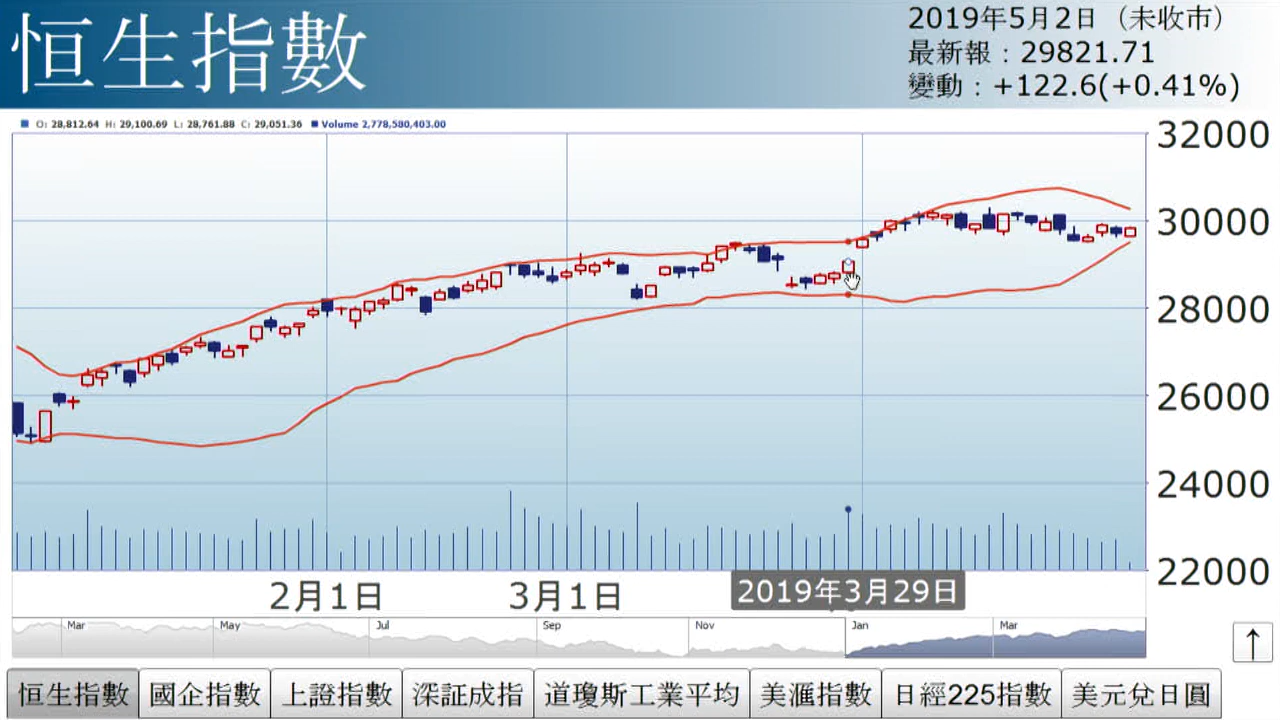 恒生指數
2019年5月2日（未收市）
最新報：29821.71
變動：+122.6(+0.41%)
O: 28,812.64 H: 29,100.69 L: 28,761.88 C: 29,051.36 Volume 2,778,580,403.00
32000
30000
28000
26000
24000
22000
2月1日 3月1日 2019年3月29日
Mar May Jul Sep Nov Jan Mar
↑
恒生指數 國企指數 上證指數 深証成指 道瓊斯工業平均 美滙指數 日經225指數 美元兌日圓